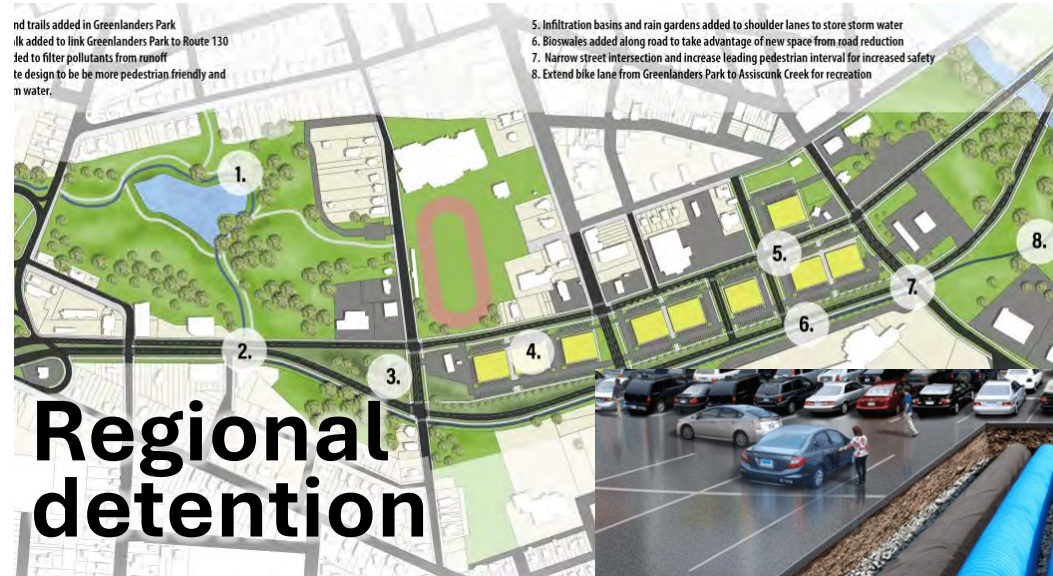 nd trails added in Greenlanders Park
lk added to link Greenlanders Park to Route 130
ded to filter pollutants from runoff
te design to be be more pedestrian friendly and
m water.
5. Infiltration basins and rain gardens added to shoulder lanes to store storm water
6. Bioswales added along road to take advantage of new space from road reduction
7. Narrow street intersection and increase leading pedestrian interval for increased safety
8. Extend bike lane from Greenlanders Park to Assiscunk Creek for recreation
1.
8.
5.
7.
6.
2.
4.
3.
Regional
detention